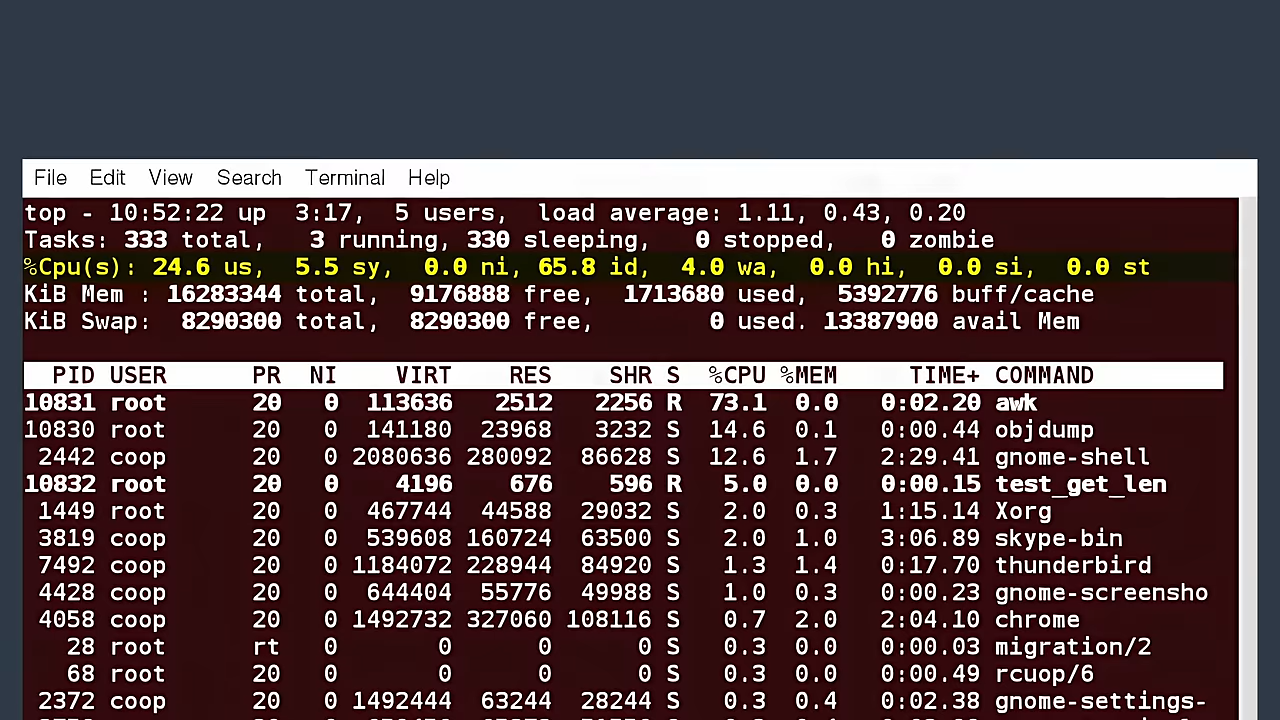 File Edit View Search Terminal Help
top - 10:52:22 up  3:17,  5 users,  load average: 1.11, 0.43, 0.20
Tasks: 333 total,   3 running, 330 sleeping,   0 stopped,   0 zombie
%Cpu(s): 24.6 us,  5.5 sy,  0.0 ni, 65.8 id,  4.0 wa,  0.0 hi,  0.0 si,  0.0 st
KiB Mem : 16283344 total,  9176888 free,  1713680 used,  5392776 buff/cache
KiB Swap:  8290300 total,  8290300 free,        0 used. 13387900 avail Mem
PID USER      PR  NI    VIRT    RES    SHR S  %CPU %MEM     TIME+ COMMAND
10831 root      20   0  113636   2512   2256 R  73.1  0.0   0:02.20 awk
10830 root      20   0  141180  23968   3232 S  14.6  0.1   0:00.44 objdump
2442 coop      20   0 2080636 280092  86628 S  12.6  1.7   2:29.41 gnome-shell
10832 root      20   0    4196    676    596 R   5.0  0.0   0:00.15 test_get_len
1449 root      20   0  467744  44588  29032 S   2.0  0.3   1:15.14 Xorg
3819 coop      20   0  539608 160724  63500 S   2.0  1.0   3:06.89 skype-bin
7492 coop      20   0 1184072 228944  84920 S   1.3  1.4   0:17.70 thunderbird
4428 coop      20   0  644404  55776  49988 S   1.0  0.3   0:00.23 gnome-screensho
4058 coop      20   0 1492732 327060 108116 S   0.7  2.0   2:04.10 chrome
28 root      rt   0       0      0      0 S   0.3  0.0   0:00.03 migration/2
68 root      20   0       0      0      0 S   0.3  0.0   0:00.49 rcuop/6
2372 coop      20   0 1492444  63244  28244 S   0.3  0.4   0:02.38 gnome-settings-